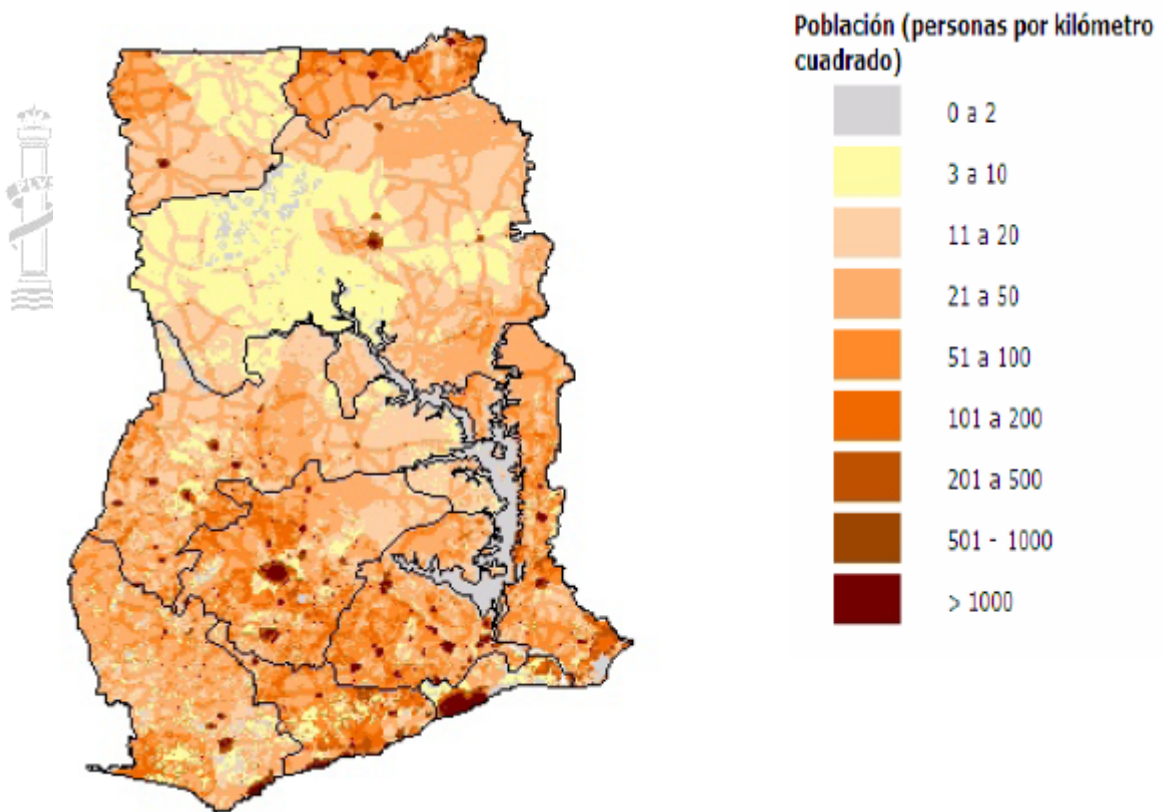 Población (personas por kilómetro
cuadrado)
0 a 2
3 a 10
11 a 20
21 a 50
51 a 100
101 a 200
201 a 500
501 - 1000
> 1000